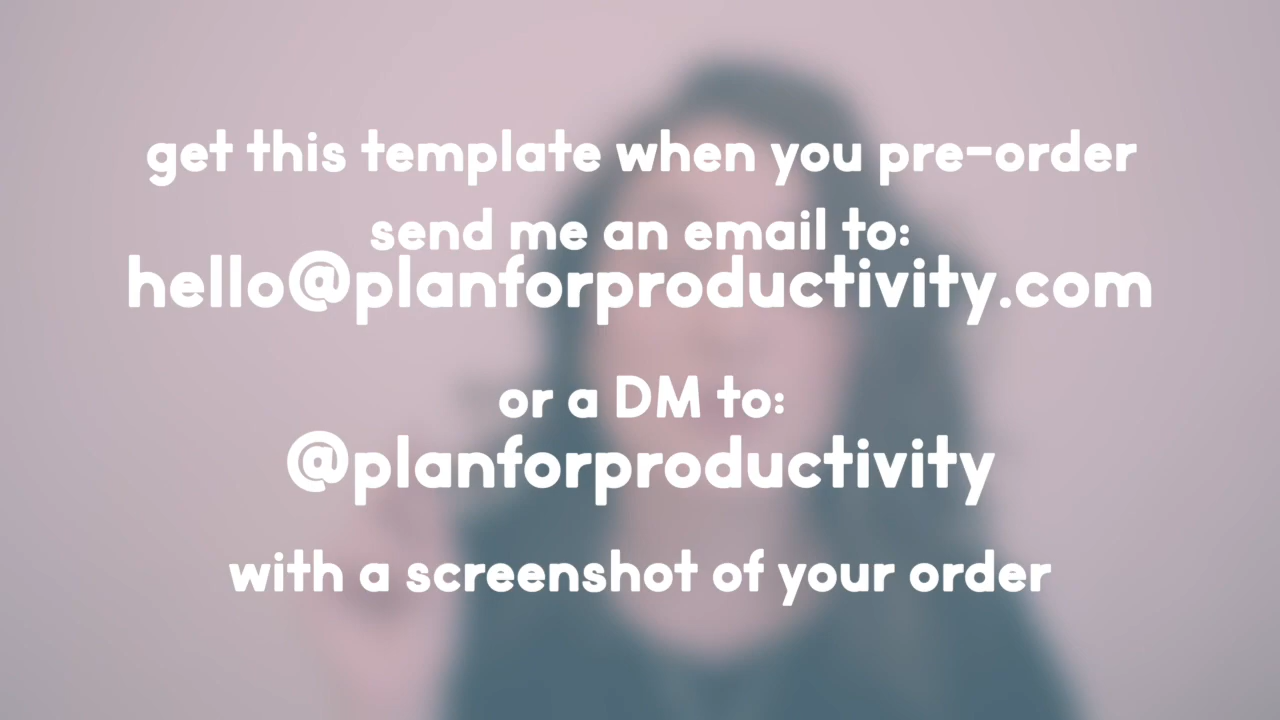 get this template when you pre-order
send me an email to:
hello@planforproductivity.com
or a DM to:
@planforproductivity
with a screenshot of your order